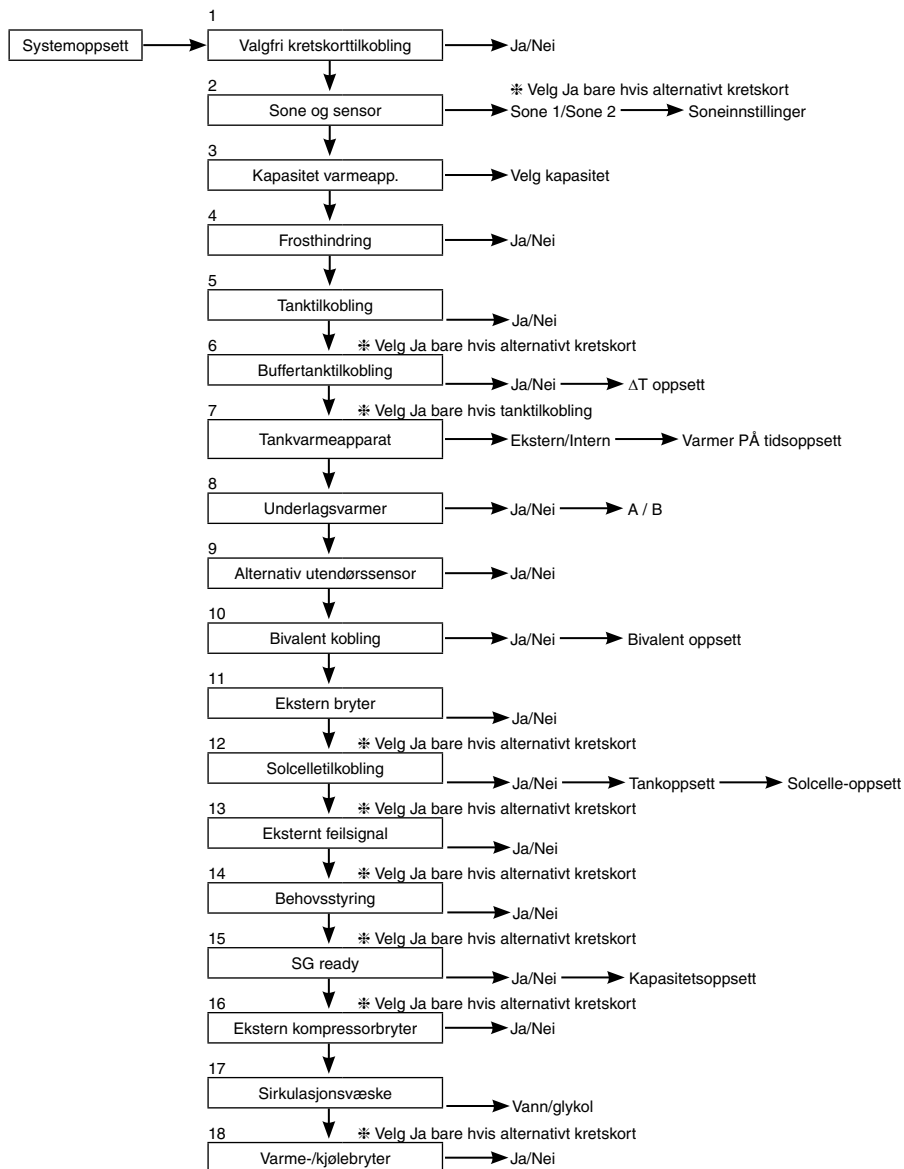 1
Systemoppsett
Valgfri kretskorttilkobling
Ja/Nei
2
❉ Velg Ja bare hvis alternativt kretskort
Sone og sensor
Sone 1/Sone 2
Soneinnstillinger
3
Kapasitet varmeapp.
Velg kapasitet
4
Frosthindring
Ja/Nei
5
Tanktilkobling
Ja/Nei
6
❉ Velg Ja bare hvis alternativt kretskort
Buffertanktilkobling
Ja/Nei
ΔT oppsett
7
❉ Velg Ja bare hvis tanktilkobling
Tankvarmeapparat
Ekstern/Intern
Varmer PÅ tidsoppsett
8
Underlagsvarmer
Ja/Nei
A / B
9
Alternativ utendørssensor
Ja/Nei
10
Bivalent kobling
Ja/Nei
Bivalent oppsett
11
Ekstern bryter
Ja/Nei
12
❉ Velg Ja bare hvis alternativt kretskort
Solcelletilkobling
Ja/Nei
Tankoppsett
Solcelle-oppsett
13
❉ Velg Ja bare hvis alternativt kretskort
Eksternt feilsignal
Ja/Nei
14
❉ Velg Ja bare hvis alternativt kretskort
Behovsstyring
Ja/Nei
15
❉ Velg Ja bare hvis alternativt kretskort
SG ready
Ja/Nei
Kapasitetsoppsett
16
❉ Velg Ja bare hvis alternativt kretskort
Ekstern kompressorbryter
Ja/Nei
17
Sirkulasjonsvæske
Vann/glykol
18
❉ Velg Ja bare hvis alternativt kretskort
Varme-/kjølebryter
Ja/Nei